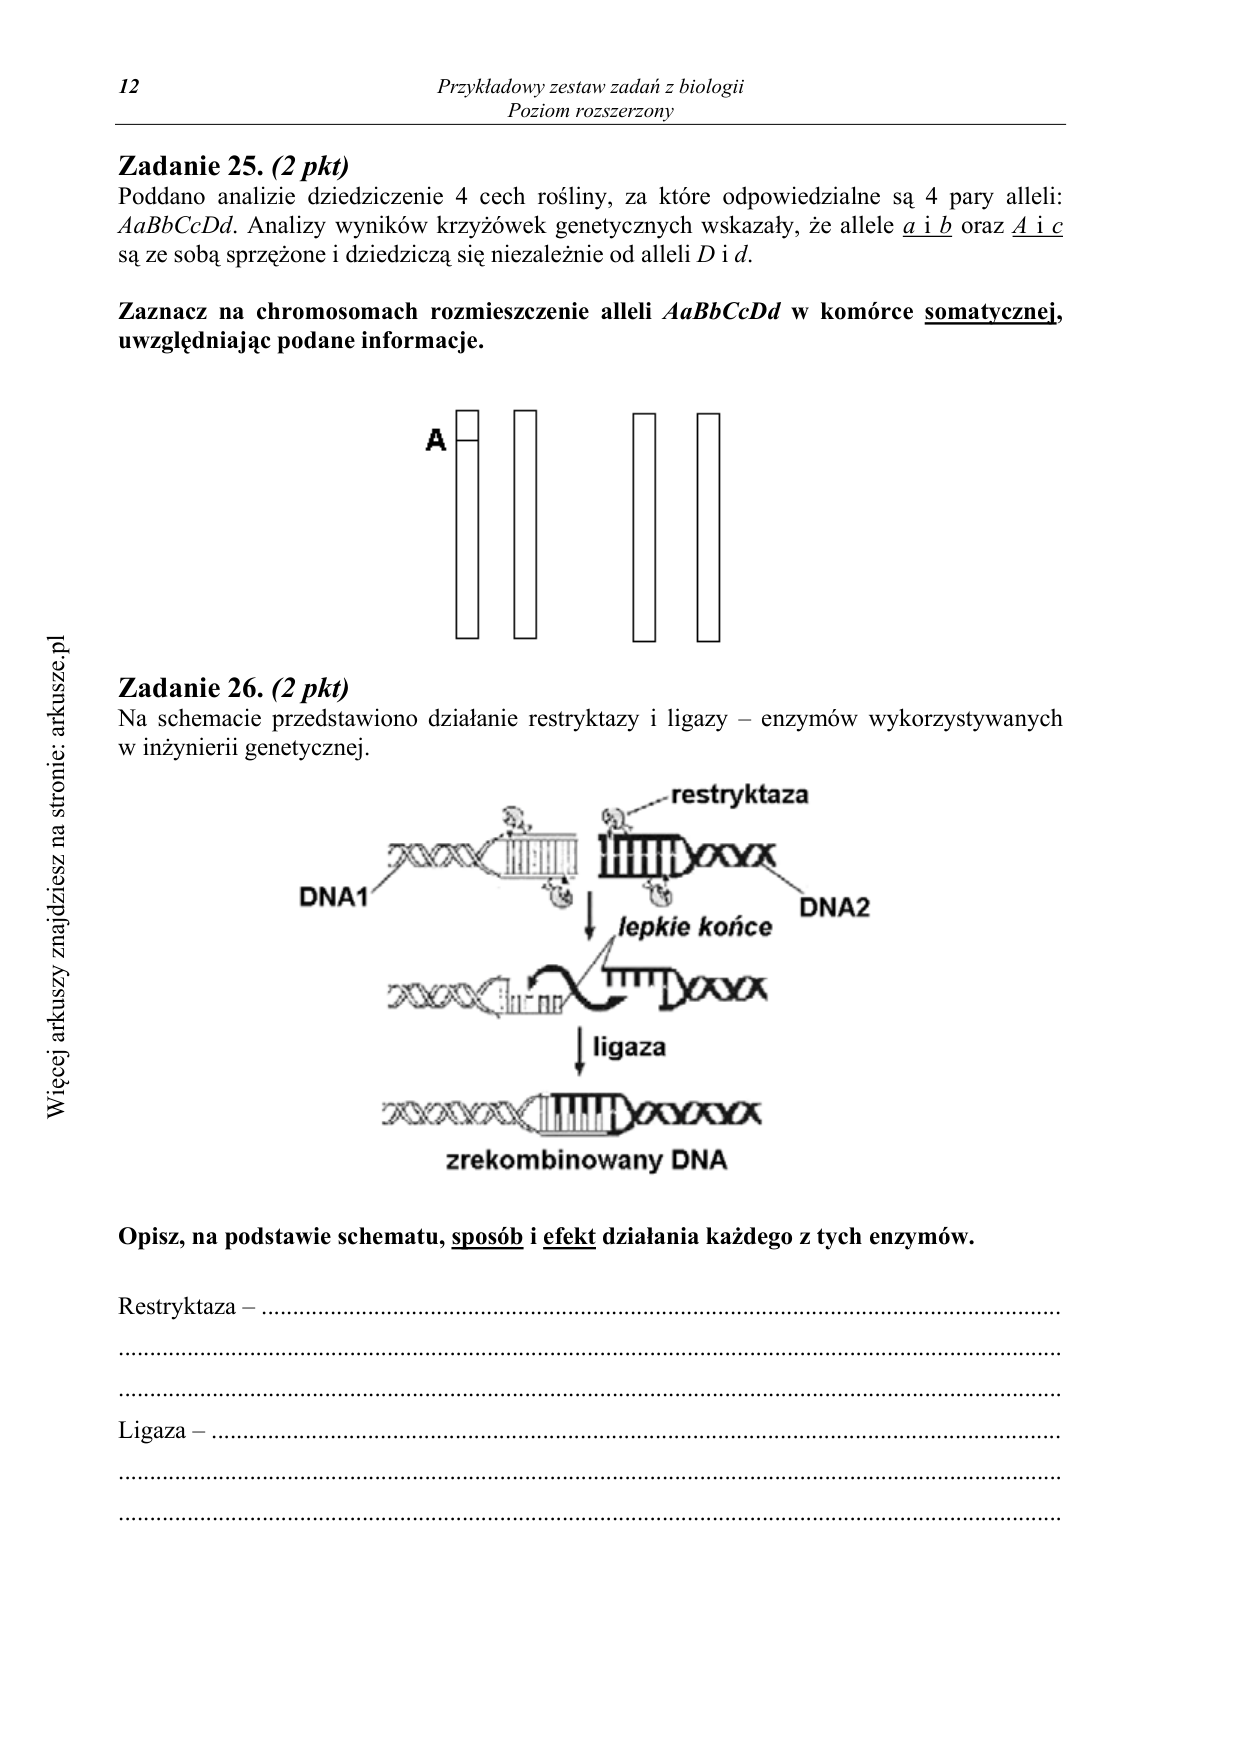 12
Przykładowy zestaw zadań z biologii
Poziom rozszerzony
Zadanie 25. (2 pkt)
Poddano analizie dziedziczenie 4 cech rośliny, za które odpowiedzialne są 4 pary alleli:
AaBbCcDd. Analizy wyników krzyżówek genetycznych wskazały, że allele a i b oraz A i c
są ze sobą sprzężone i dziedziczą się niezależnie od alleli D i d.
Zaznacz na chromosomach rozmieszczenie alleli AaBbCcDd w komórce somatycznej,
uwzględniając podane informacje.
A
Zadanie 26. (2 pkt)
Na schemacie przedstawiono działanie restryktazy i ligazy – enzymów wykorzystywanych
w inżynierii genetycznej.
restryktaza
DNA1
DNA2
lepkie końce
ligaza
zrekombinowany DNA
Opisz, na podstawie schematu, sposób i efekt działania każdego z tych enzymów.
Restryktaza – ................................................................................................................................
.......................................................................................................................................................
.......................................................................................................................................................
Ligaza – ........................................................................................................................................
.......................................................................................................................................................
.......................................................................................................................................................
Więcej arkuszy znajdziesz na stronie: arkusze.pl